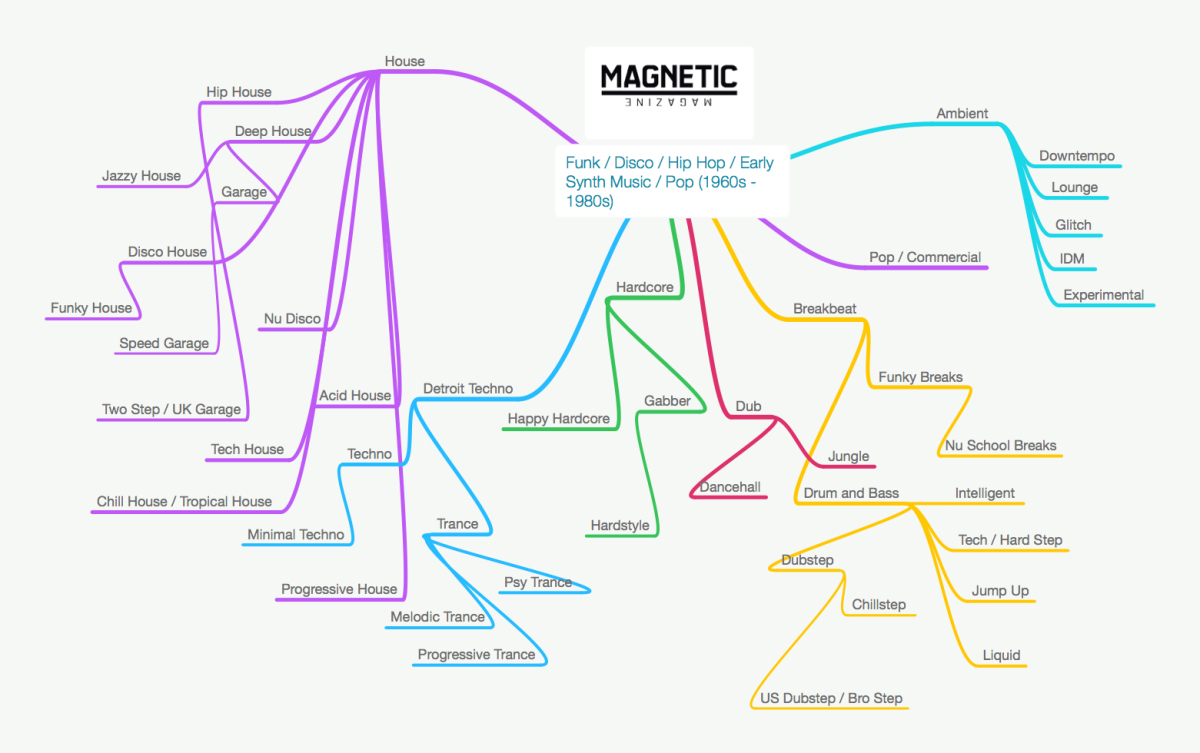 House
MAGNETIC
MAGAZINE
Hip House
Ambient
Deep House
Funk / Disco / Hip Hop / Early
Synth Music / Pop (1960s -
1980s)
Downtempo
Jazzy House
Garage
Lounge
Glitch
Disco House
Pop / Commercial
IDM
Hardcore
Experimental
Funky House
Nu Disco
Breakbeat
Speed Garage
Funky Breaks
Acid House
Detroit Techno
Gabber
Dub
Two Step / UK Garage
Happy Hardcore
Tech House
Techno
Jungle
Nu School Breaks
Dancehall
Drum and Bass
Intelligent
Chill House / Tropical House
Trance
Hardstyle
Minimal Techno
Tech / Hard Step
Dubstep
Psy Trance
Progressive House
Jump Up
Chillstep
Melodic Trance
Progressive Trance
Liquid
US Dubstep / Bro Step